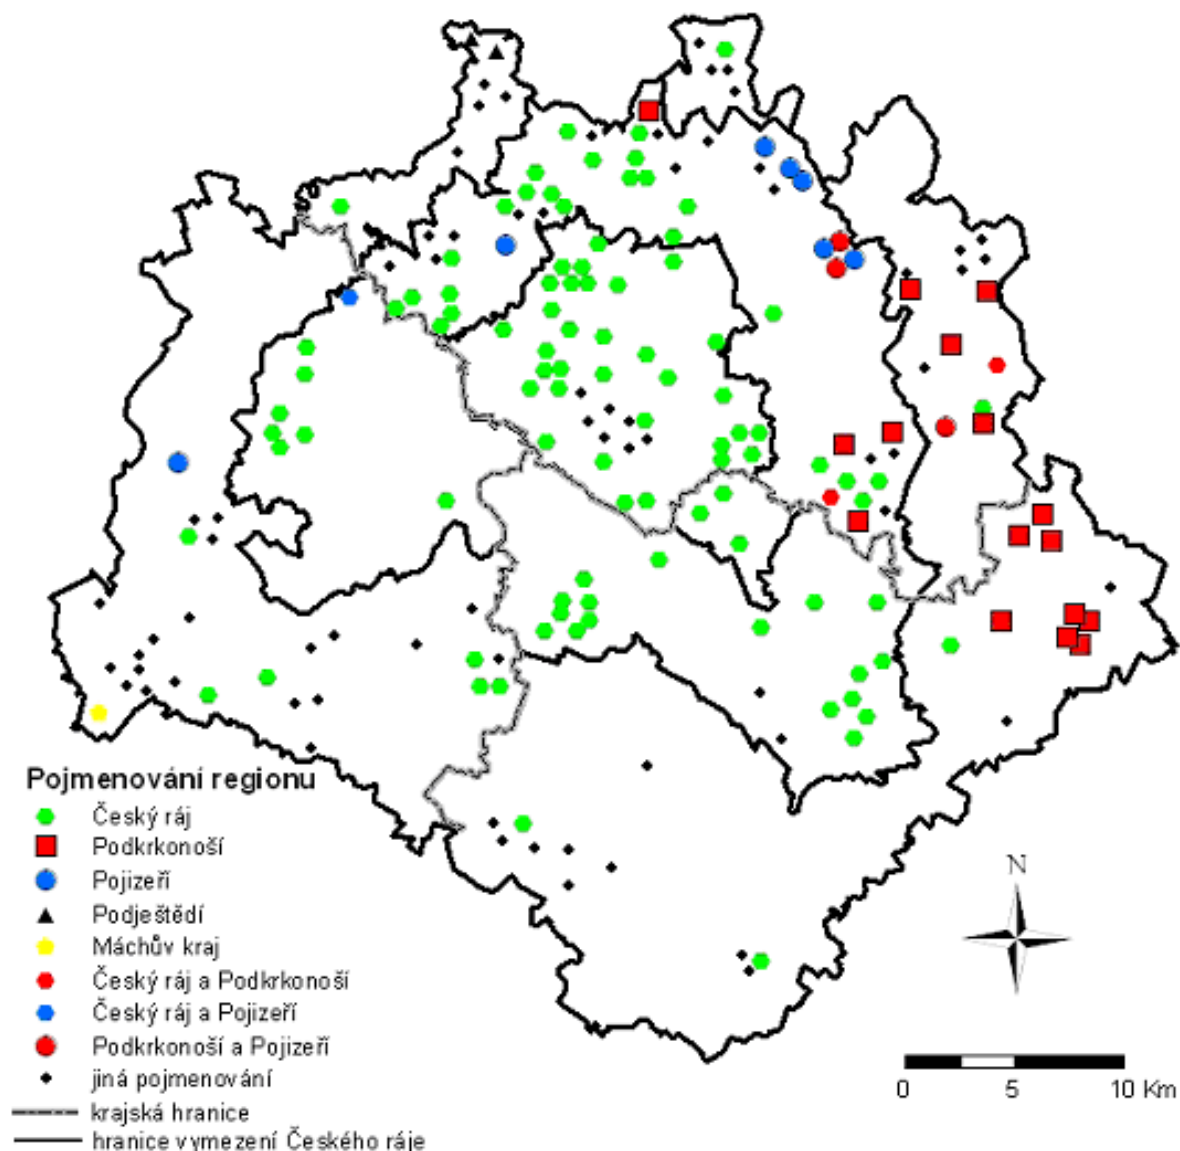 N
Pojmenování regionu
Český ráj
Podkrkonoší
Pojizeří
Podještědí
Máchův kraj
Český ráj a Podkrkonoší
Český ráj a Pojizeří
Podkrkonoší a Pojizeří
jiná pojmenování
krajská hranice
hranice vymezení Českého ráje
0 5 10 Km